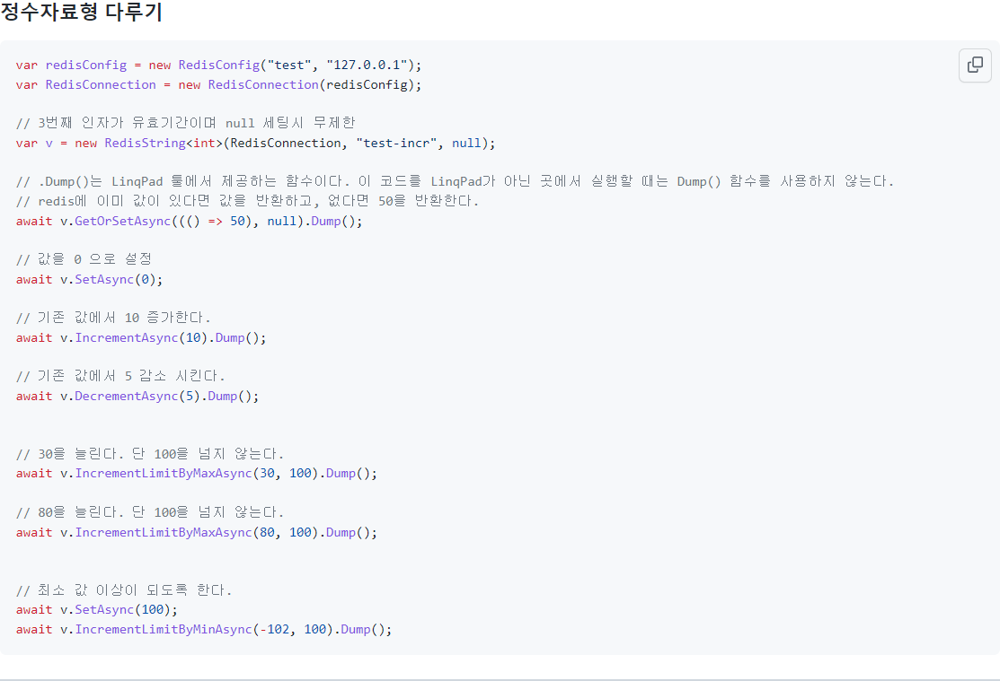 정수자료형 다루기
var redisConfig = new RedisConfig("test", "127.0.0.1");
var RedisConnection = new RedisConnection(redisConfig);
// 3번째 인자가 유효기간이며 null 세팅시 무제한
var v = new RedisString<int>(RedisConnection, "test-incr", null);
// .Dump()는 LinqPad 툴에서 제공하는 함수이다. 이 코드를 LinqPad가 아닌 곳에서 실행할 때는 Dump() 함수를 사용하지 않는다.
// redis에 이미 값이 있다면 값을 반환하고, 없다면 50을 반환한다.
await v.GetOrSetAsync((() => 50), null).Dump();
// 값을 0 으로 설정
await v.SetAsync(0);
// 기존 값에서 10 증가한다.
await v.IncrementAsync(10).Dump();
// 기존 값에서 5 감소 시킨다.
await v.DecrementAsync(5).Dump();
// 30을 늘린다. 단 100을 넘지 않는다.
await v.IncrementLimitByMaxAsync(30, 100).Dump();
// 80을 늘린다. 단 100을 넘지 않는다.
await v.IncrementLimitByMaxAsync(80, 100).Dump();
// 최소 값 이상이 되도록 한다.
await v.SetAsync(100);
await v.IncrementLimitByMinAsync(-102, 100).Dump();